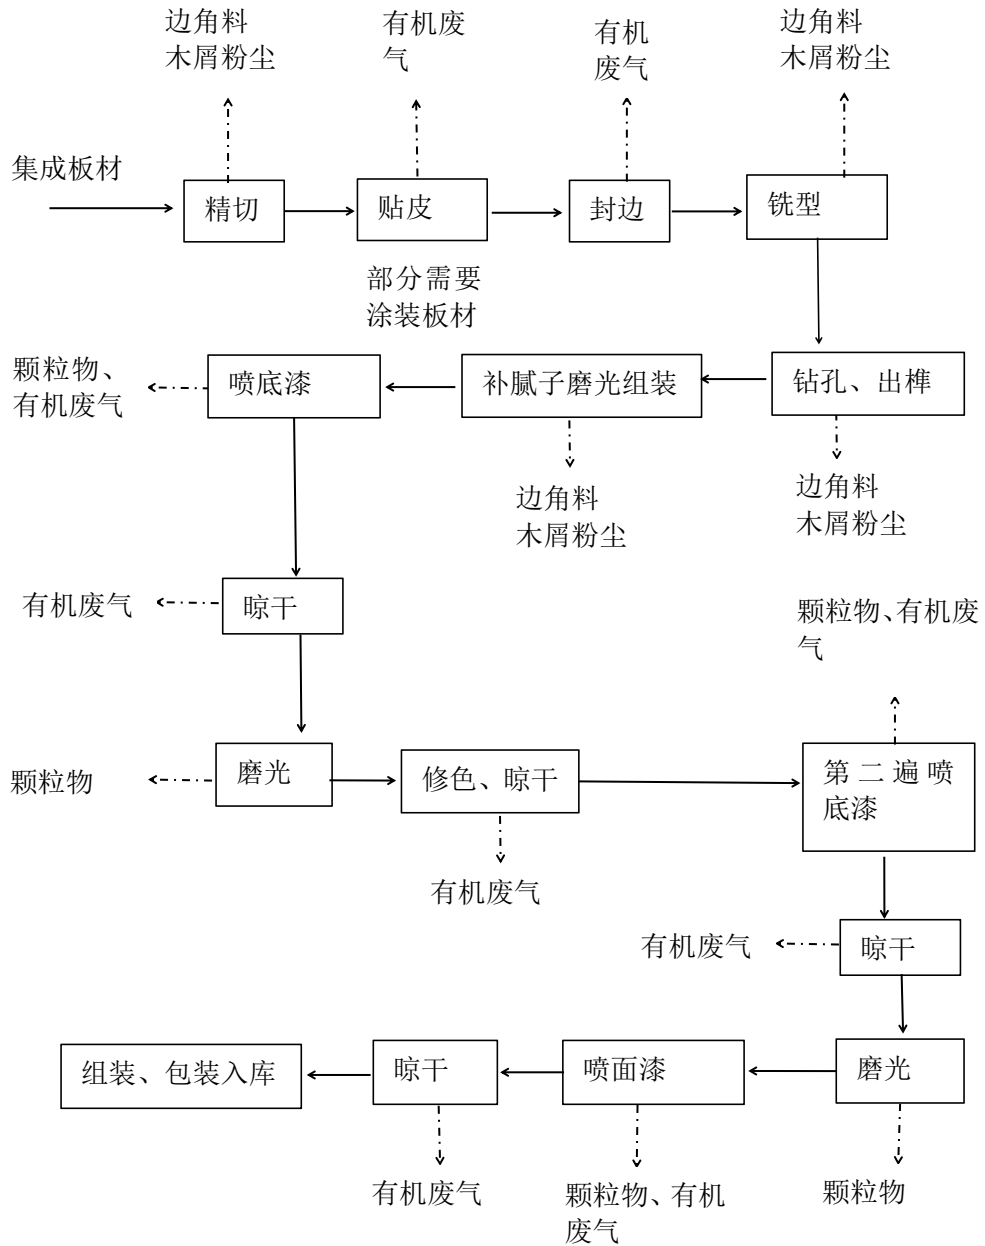 边角料
木屑粉尘
有机废
气
有机
废气
边角料
木屑粉尘
集成板材
精切
贴皮
封边
铣型
部分需要
涂装板材
颗粒物、
有机废气
喷底漆
补腻子磨光组装
钻孔、出榫
边角料
木屑粉尘
边角料
木屑粉尘
有机废气
晾干
颗粒物、有机废
气
颗粒物
磨光
修色、晾干
第二遍喷
底漆
有机废气
有机废气
晾干
组装、包装入库
晾干
喷面漆
磨光
有机废气
颗粒物、有机
废气
颗粒物